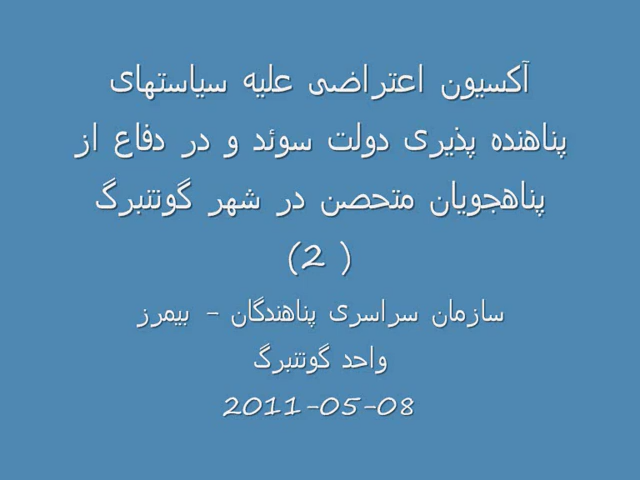 آکسیون اعتراضی علیه سیاستهای
پناهنده پذیری دولت سوئد و در دفاع از
پناهجویان متحصن در شهر گوتنبرگ
(2 )
سازمان سراسری پناهندگان - بیمرز
واحد گوتنبرگ
2011-05-08